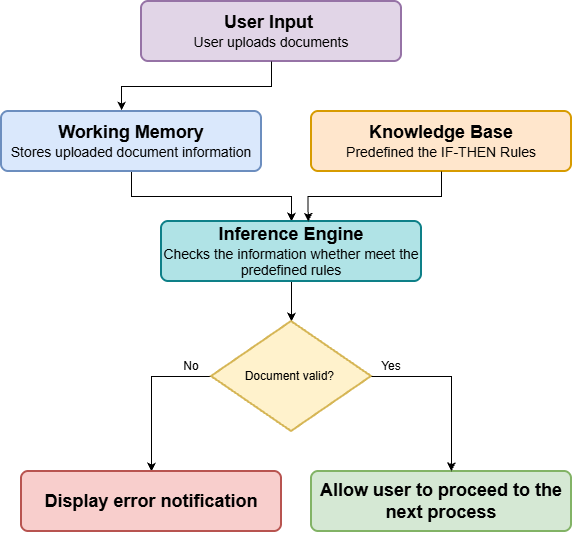 User Input
User uploads documents
Working Memory
Stores uploaded document information
Knowledge Base
Predefined the IF-THEN Rules
Inference Engine
Checks the information whether meet the
predefined rules
No
Document valid?
Yes
Display error notification
Allow user to proceed to the
next process